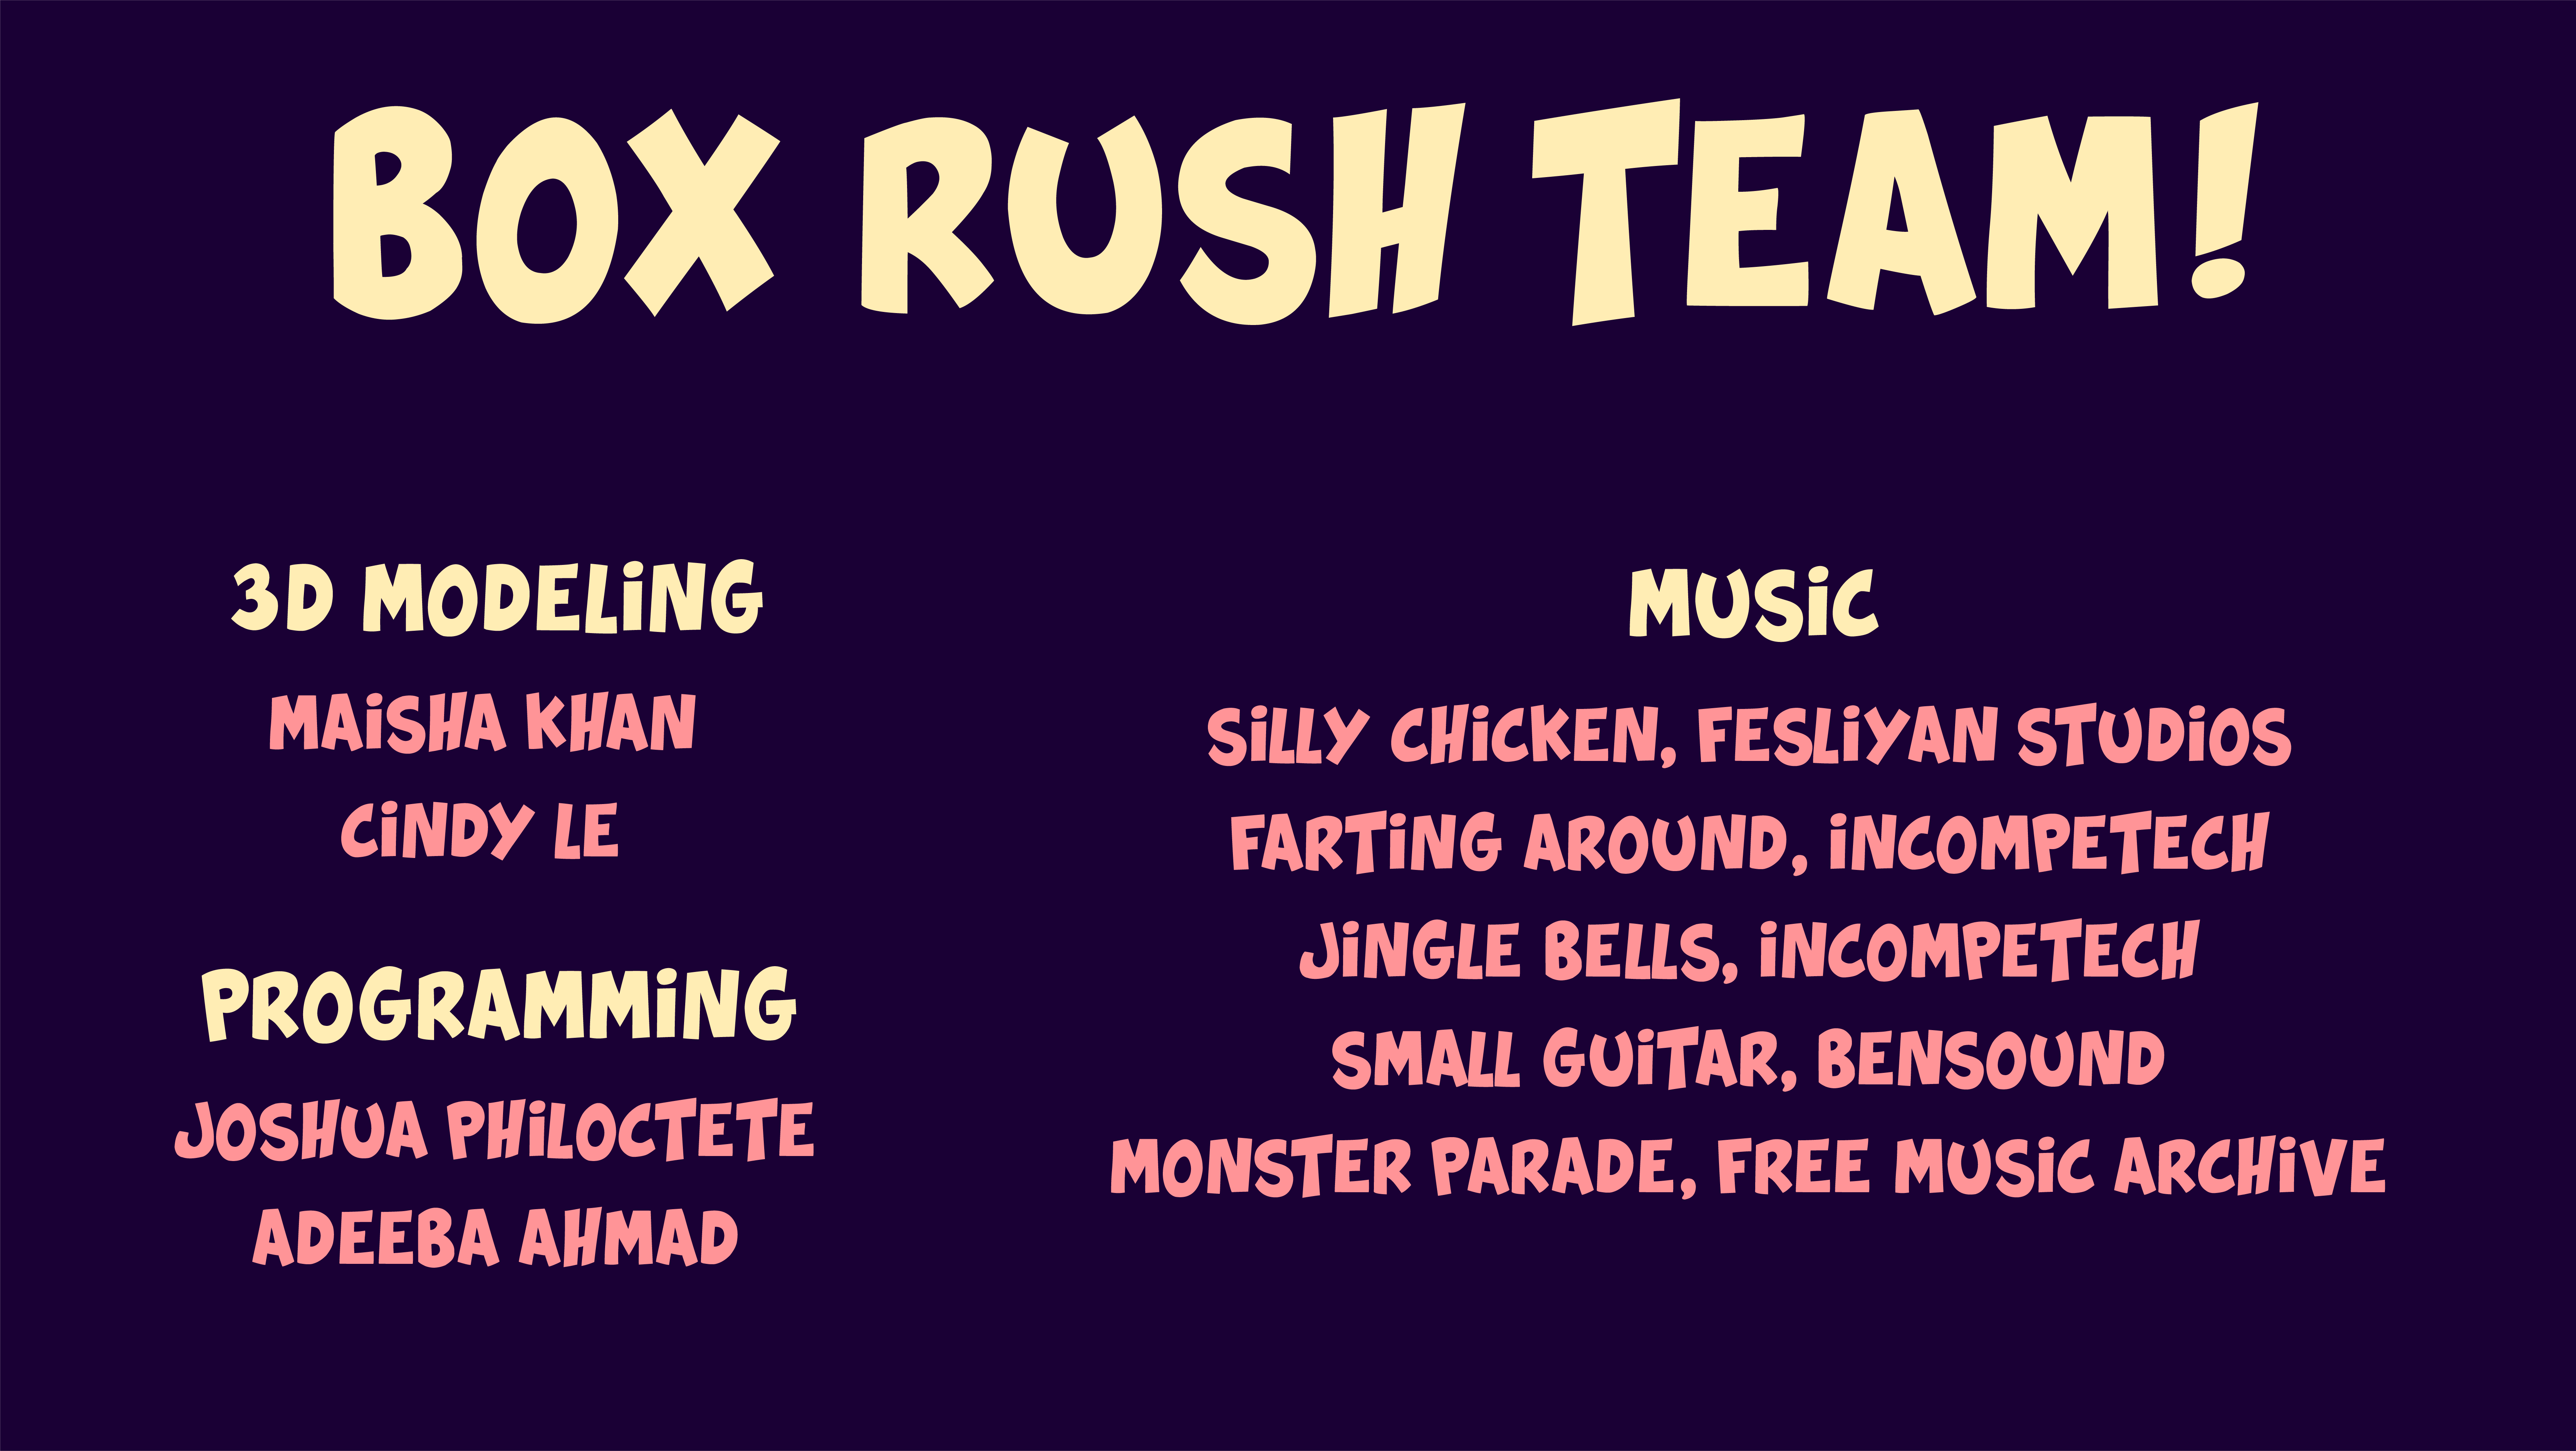 BOX RUSH TEAM!
3D MODELiNG
MAiSHA KHAN
CiNDY LE
PROGRAMMiNG
JOSHUA PHiLOCTETE
ADEEBA AHMAD
MUSiC
SiLLY CHiCKEN, FESLiYAN STUDiOS
FARTiNG AROUND, iNCOMPETECH
JiNGLE BELLS, iNCOMPETECH
SMALL GUiTAR, BENSOUND
MONSTER PARADE, FREE MUSiC ARCHiVE